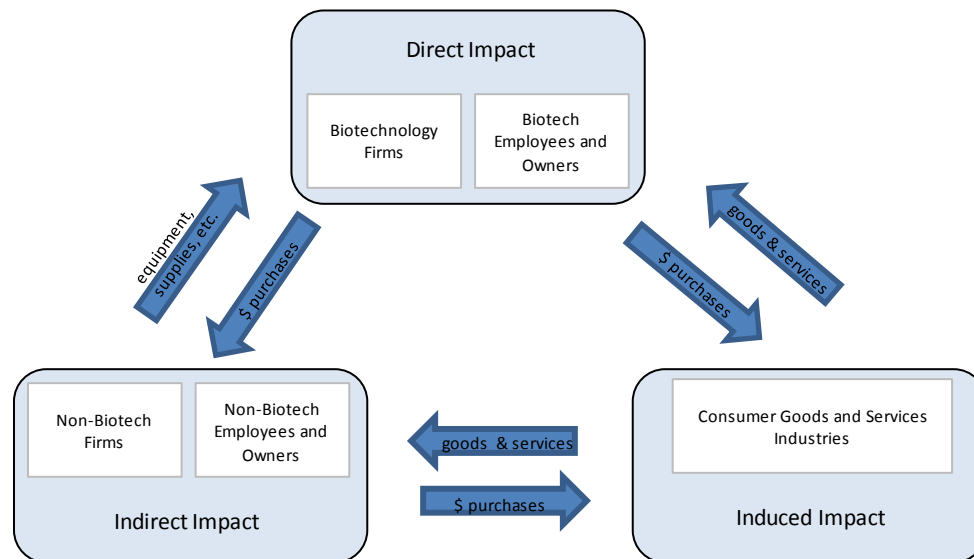 Direct Impact
Biotechnology
Firms
Biotech
Employees and
Owners
equipment,
supplies, etc.
$ purchases
$ purchases
goods & services
Non-Biotech
Firms
Non-Biotech
Employees and
Owners
Indirect Impact
goods & services
$ purchases
Consumer Goods and Services
Industries
Induced Impact